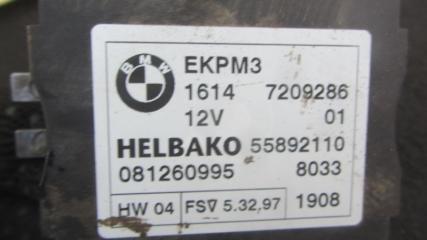 BMW
EKPM3
1614 7209286
12V 01
HELBAKO 55892110
081260995 8033
HW 04 FSV 5.32,97 1908